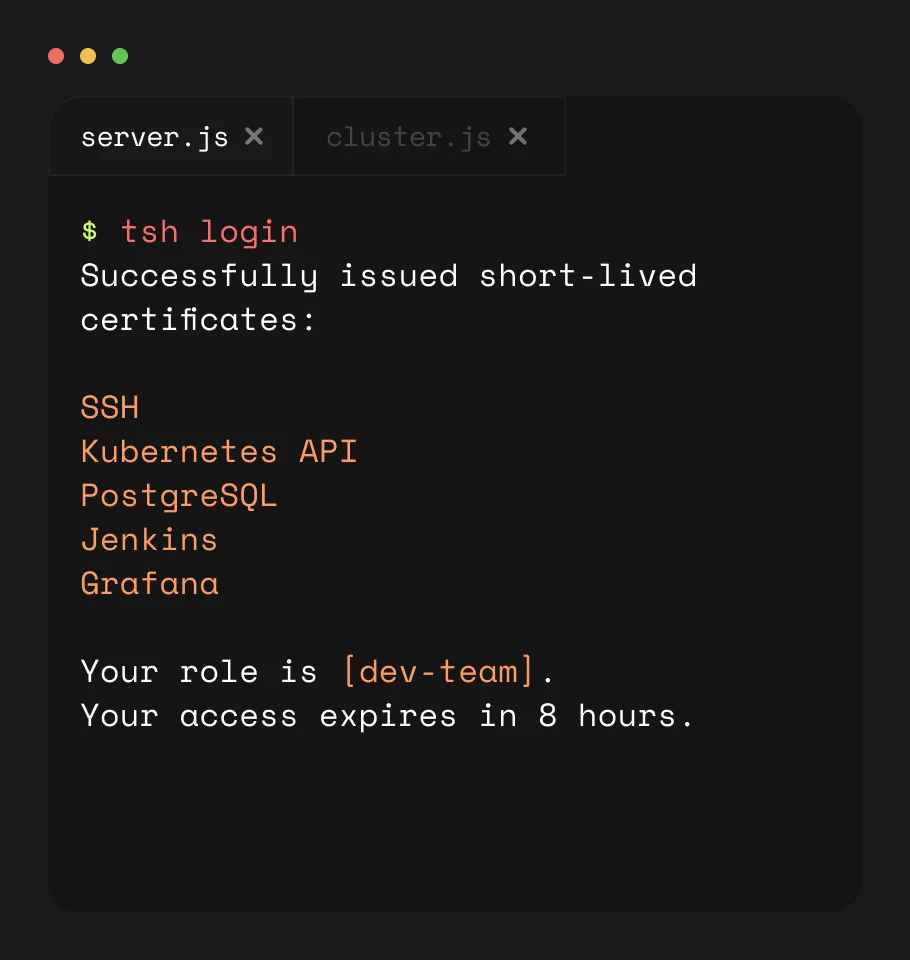 server.js ×
cluster.js ×
$ tsh login
Successfully issued short-lived
certificates:
SSH
Kubernetes API
PostgreSQL
Jenkins
Grafana
Your role is [dev-team].
Your access expires in 8 hours.